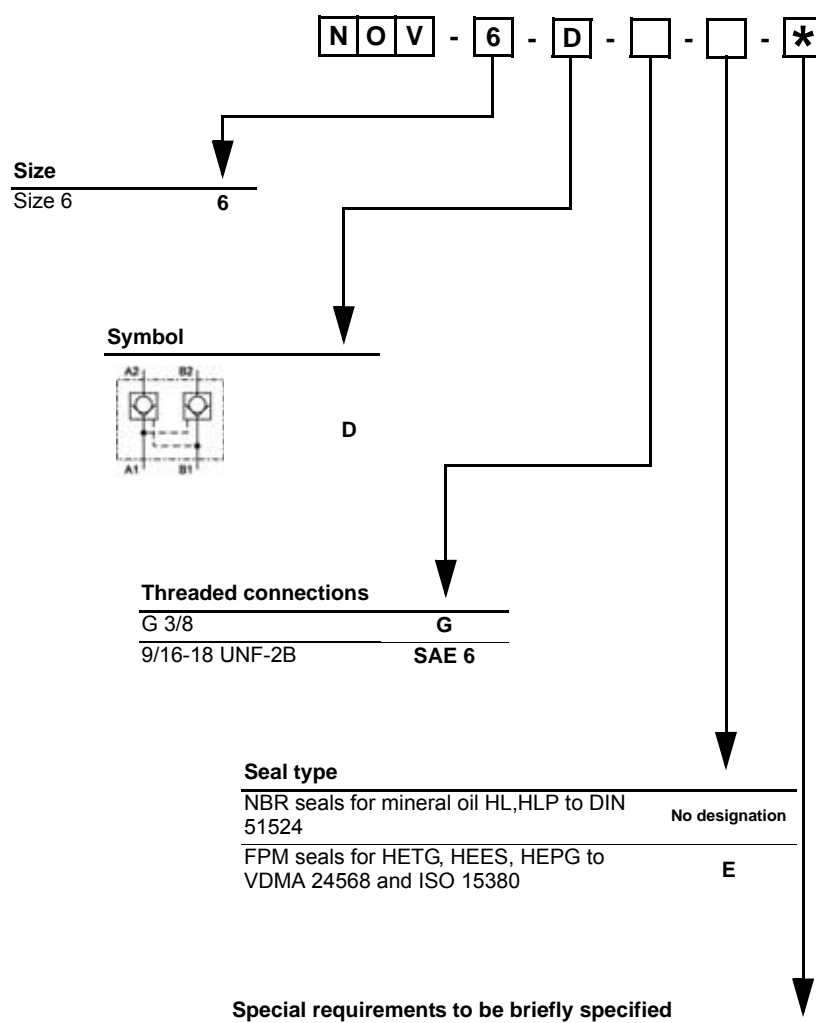 NOV - 6 - D - - - *
Size
Size 6 6
Symbol
A2 B2
D
A1 B1
Threaded connections
G 3/8 G
9/16-18 UNF-2B SAE 6
Seal type
NBR seals for mineral oil HL,HLP to DIN
51524
No designation
FPM seals for HETG, HEES, HEPG to
VDMA 24568 and ISO 15380
E
Special requirements to be briefly specified